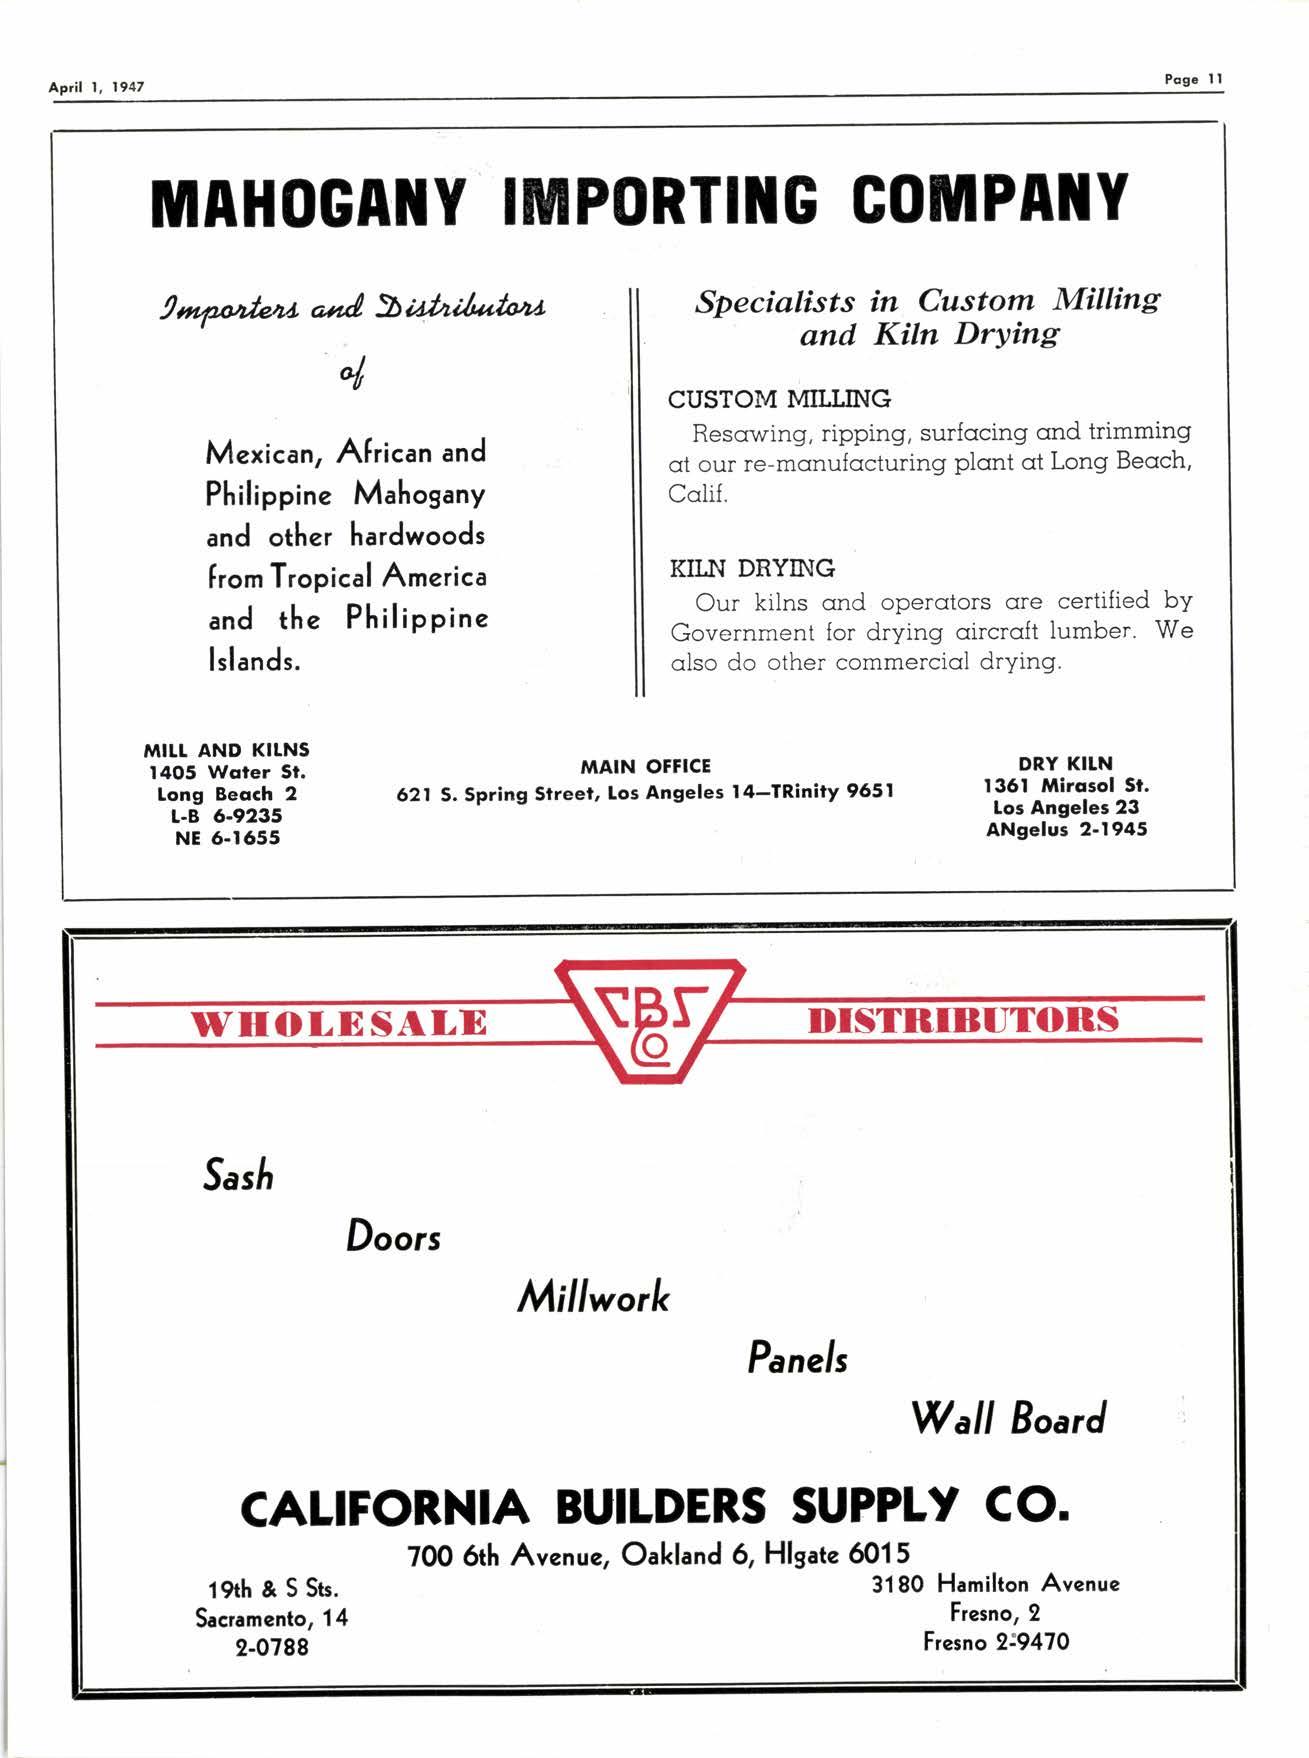 April 1, 1947
Page 11
MAHOGANY IMPORTING COMPANY
Importers and Distributors
of
Mexican, African and
Philippine Mahogany
and other hardwoods
from Tropical America
and the Philippine
Islands.
Specialists in Custom Milling
and Kiln Drying
CUSTOM MILLING
Resawing, ripping, surfacing and trimming
at our re-manufacturing plant at Long Beach,
Calif.
KILN DRYING
Our kilns and operators are certified by
Government for drying aircraft lumber. We
also do other commercial drying.
MILL AND KILNS
1405 Water St.
Long Beach 2
L-B 6-9235
NE 6-1655
MAIN OFFICE
621 S. Spring Street, Los Angeles 14—TRinity 9651
DRY KILN
1361 Mirasol St.
Los Angeles 23
ANgelus 2-1945
WHOLESALE
CBS
Co
DISTRIBUTORS
Sash
Doors
Millwork
Panels
Wall Board
CALIFORNIA BUILDERS SUPPLY CO.
700 6th Avenue, Oakland 6, HIgate 6015
19th & S Sts.
Sacramento, 14
2-0788
3180 Hamilton Avenue
Fresno, 2
Fresno 2-9470